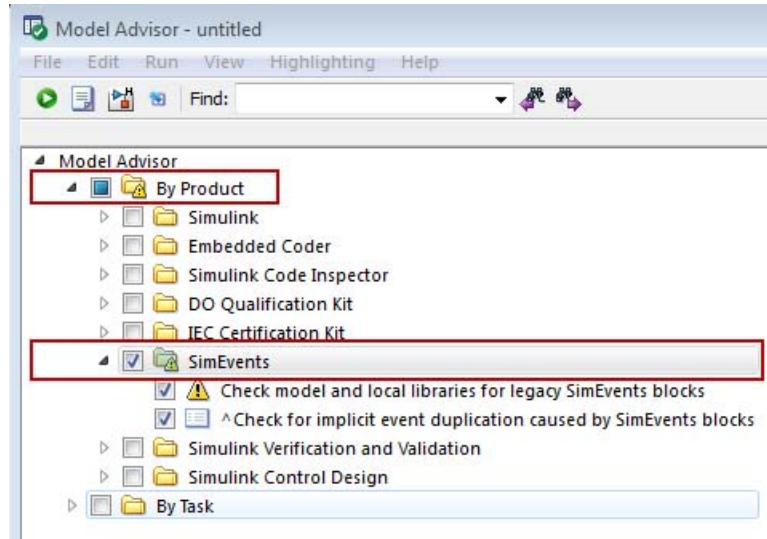 Model Advisor - untitled
File Edit Run View Highlighting Help
Find:
Model Advisor
By Product
Simulink
Embedded Coder
Simulink Code Inspector
DO Qualification Kit
IEC Certification Kit
SimEvents
Check model and local libraries for legacy SimEvents blocks
^Check for implicit event duplication caused by SimEvents blocks
Simulink Verification and Validation
Simulink Control Design
By Task